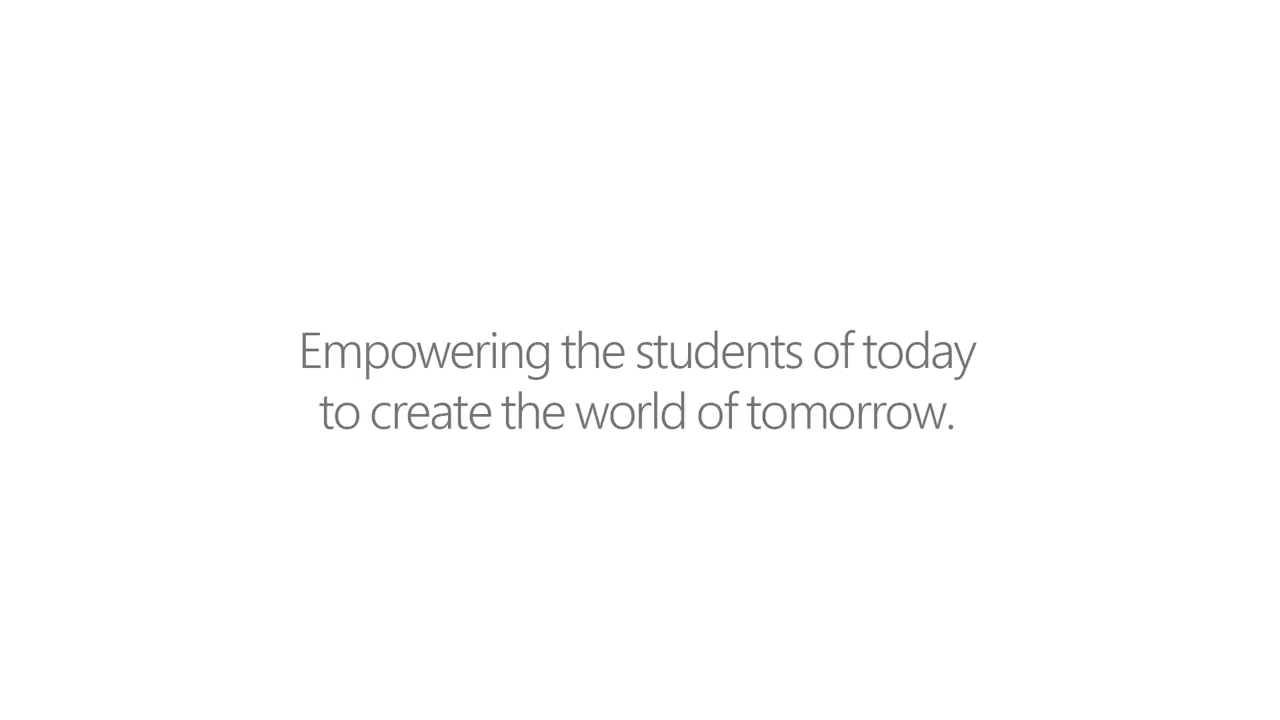 Empowering the students of today
to create the world of tomorrow.